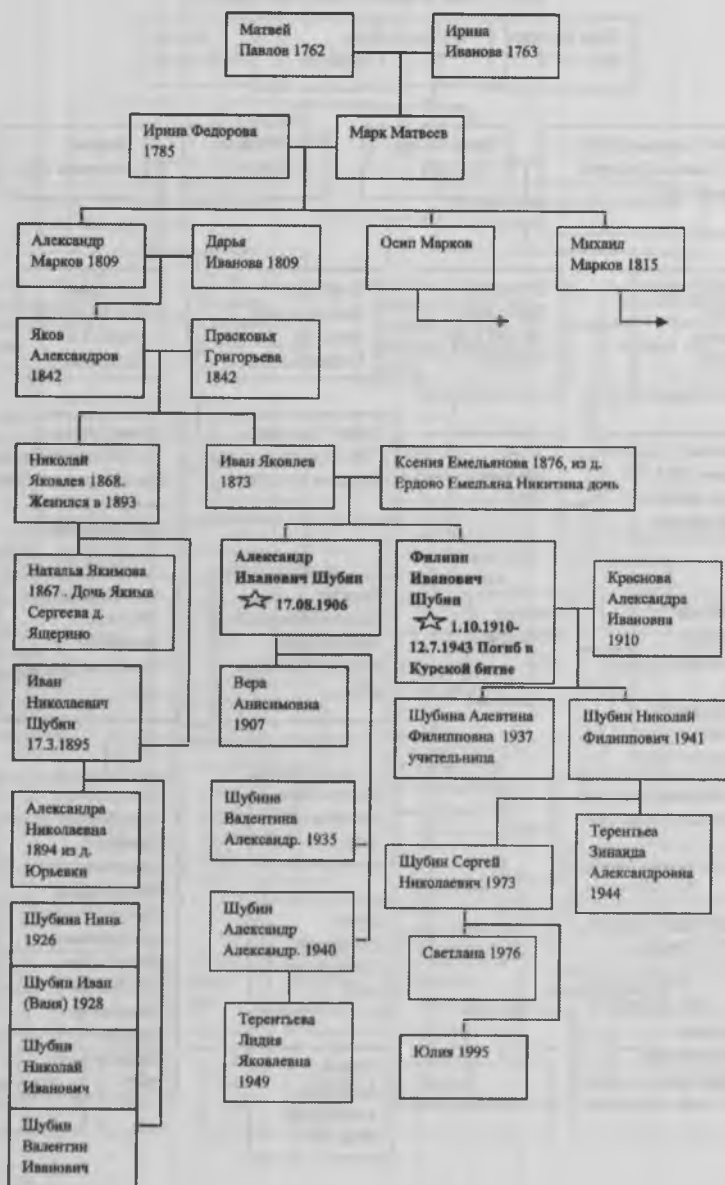 Матвей
Павлов 1762
Ирина
Иванова 1763
Ирина Федорова
1785
Марк Матвеев
Александр
Марков 1809
Дарья
Иванова 1809
Осип Марков
Михаил
Марков 1815
Яков
Александров
1842
Прасковья
Григорьева
1842
Николай
Яковлев 1868.
Женился в 1893
Иван Яковлев
1873
Ксения Емельянова 1876, из д.
Ердово Емельяна Никитина дочь
Наталья Якимова
1867 . Дочь Якима
Сергеева д.
Ящерино
Александр
Иванович Шубин
17.08.1906
Филипп
Иванович
Шубин
1.10.1910-
12.7.1943 Погиб в
Курской битве
Краснова
Александра
Ивановна
1910
Иван
Николаевич
Шубин
17.3.1895
Вера
Анисимовна
1907
Шубина Алевтина
Филипповна 1937
учительница
Шубин Николай
Филиппович 1941
Александра
Николаевна
1894 из д.
Юрьевки
Шубина
Валентина
Александр. 1935
Шубин Сергей
Николаевич 1973
Терентьеа
Зинаида
Александровна
1944
Шубина Нина
1926
Шубин
Александр
Александр. 1940
Светлана 1976
Шубин Иван
(Ваня) 1928
Шубин
Николай
Иванович
Терентьева
Лидия
Яковлевна
1949
Юлия 1995
Шубин
Валентин
Иванович